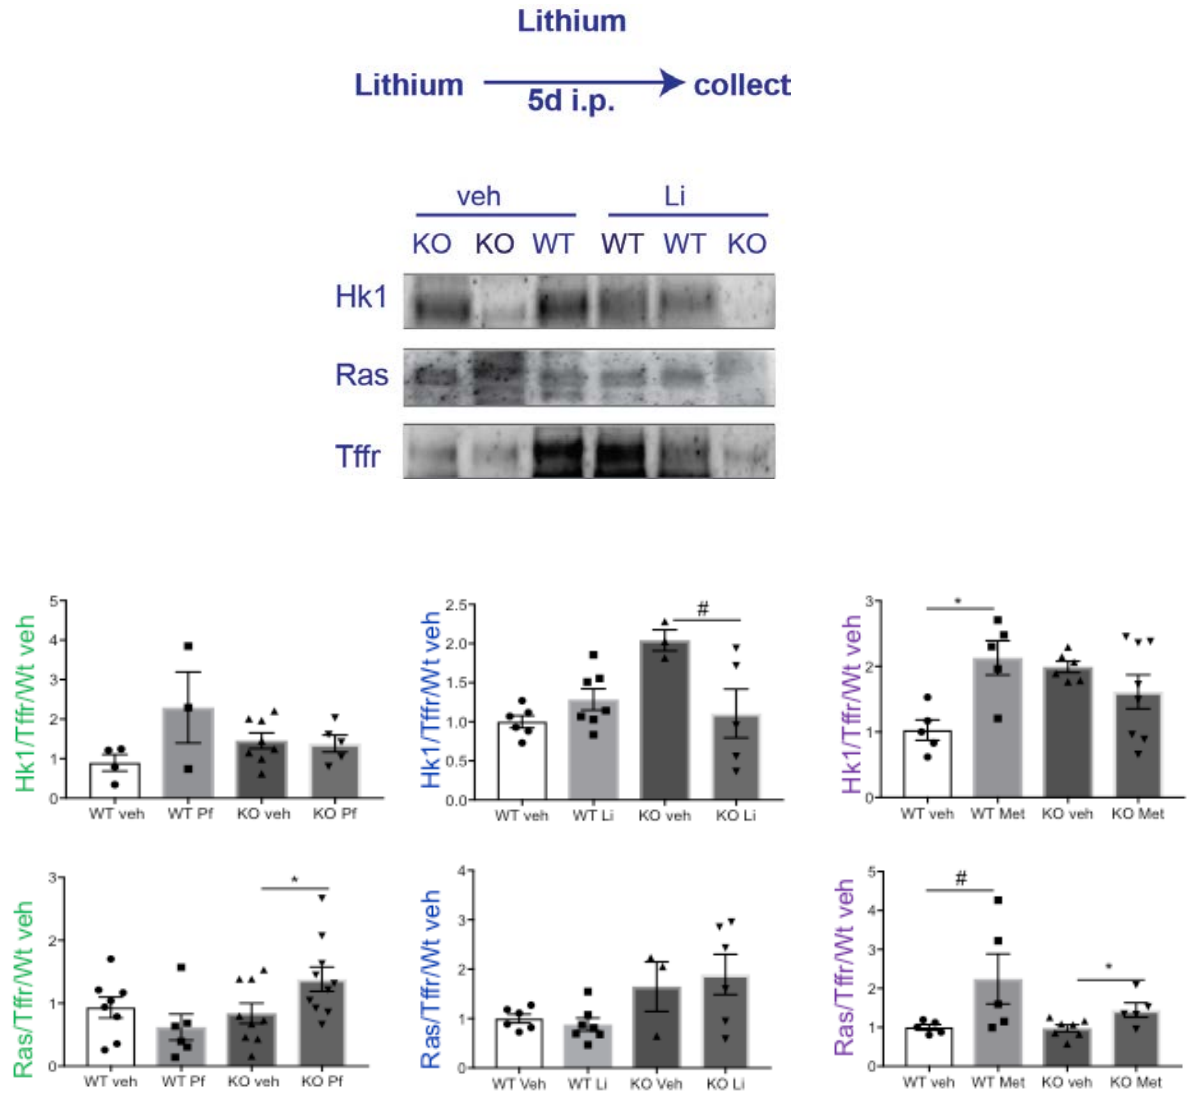 Lithium
Lithium 5d i.p. collect
veh Li
KO KO WT WT WT KO
Hk1
Ras
Tffr
Hk1/Tffr/Wt veh
5
4
3
2
1
0
WT veh WT Pf KO veh KO Pf
Hk1/Tffr/Wt veh
2.5
2.0
1.5
1.0
0.5
0.0
#
WT veh WT Li KO veh KO Li
Hk1/Tffr/Wt veh
3
2
1
0
*
WT veh WT Met KO veh KO Met
Ras/Tffr/Wt veh
3
2
1
0
*
WT veh WT Pf KO veh KO Pf
Ras/Tffr/Wt veh
4
3
2
1
0
WT Veh WT Li KO Veh KO Li
Ras/Tffr/Wt veh
5
4
3
2
1
0
#
*
WT veh WT Met KO veh KO Met